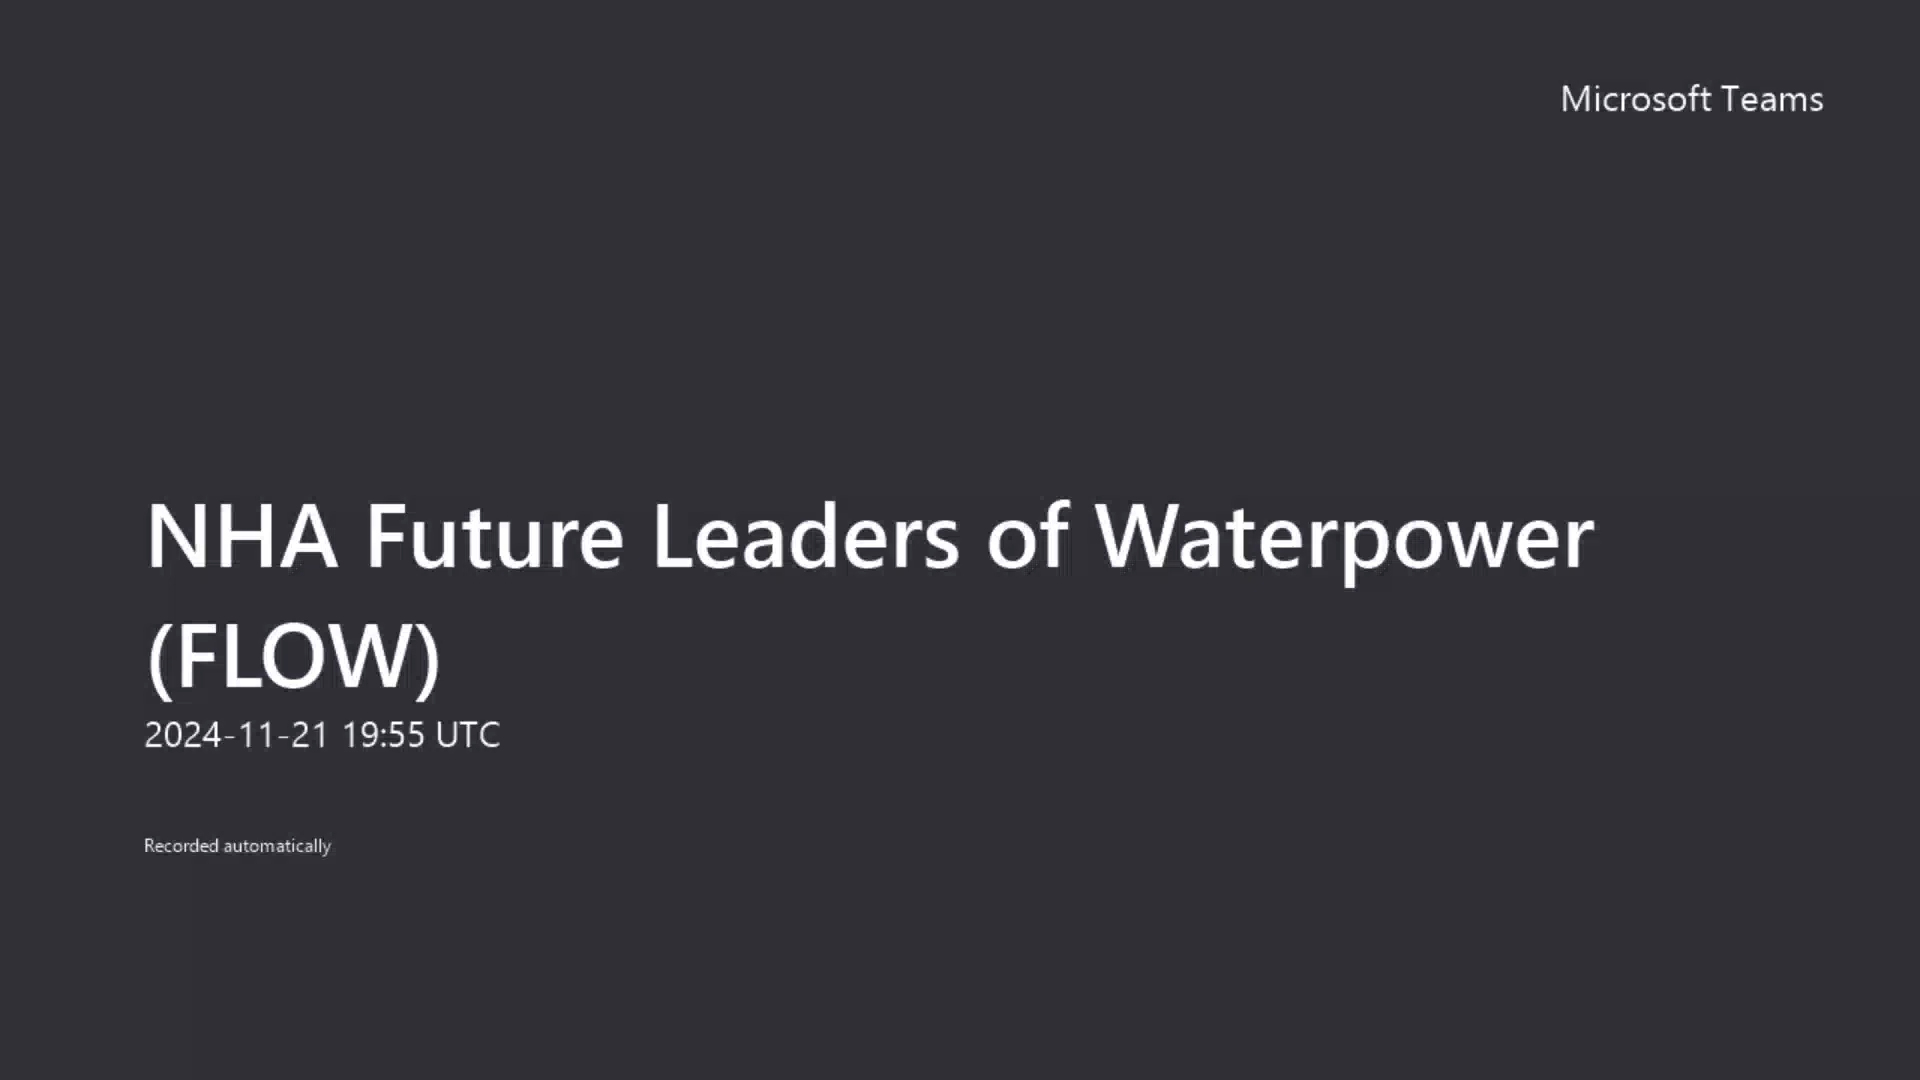 Microsoft Teams
NHA Future Leaders of Waterpower
(FLOW)
2024-11-21 19:55 UTC
Recorded automatically